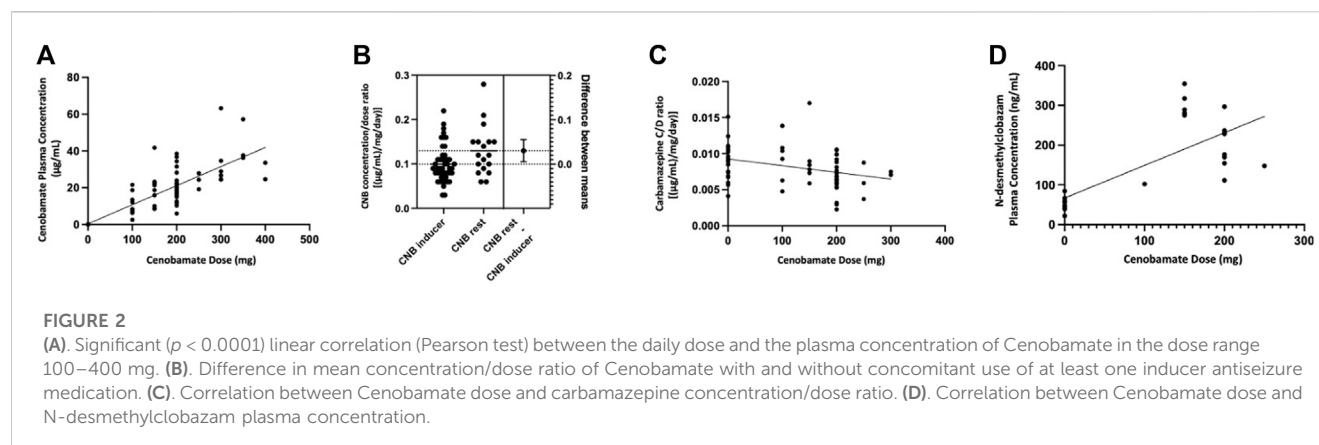 A
Cenobamate Plasma Concentration
(µg/mL)
80
60
40
20
0
0 100 200 300 400 500
Cenobamate Dose (mg)
B
CNB concentration/dose ratio
[(µg/mL)/mg/day)]
0.3
0.2
0.1
0.0
0.2
0.0
Difference between means
CNB inducer
CNB rest
CNB rest
-
CNB inducer
C
Carbamazepine C/D ratio
[(µg/mL)/mg/day]
0.020
0.015
0.010
0.005
0.000
0 100 200 300 400
Cenobamate Dose (mg)
D
N-desmethylclobazam
Plasma Concentration (ng/mL)
400
300
200
100
0
0 100 200 300
Cenobamate Dose (mg)
FIGURE 2
(A). Significant (p < 0.0001) linear correlation (Pearson test) between the daily dose and the plasma concentration of Cenobamate in the dose range
100–400 mg. (B). Difference in mean concentration/dose ratio of Cenobamate with and without concomitant use of at least one inducer antiseizure
medication. (C). Correlation between Cenobamate dose and carbamazepine concentration/dose ratio. (D). Correlation between Cenobamate dose and
N-desmethylclobazam plasma concentration.